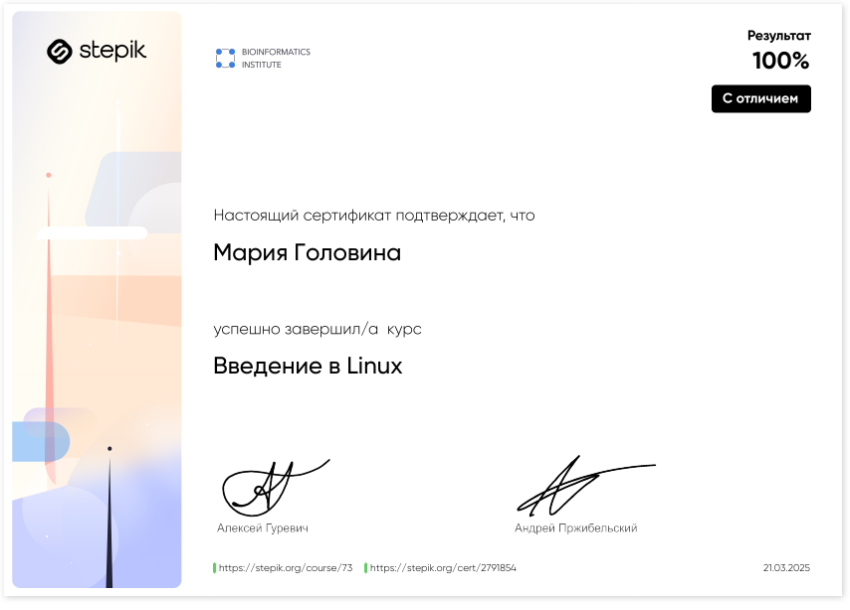 stepik
BIOINFORMATICS
INSTITUTE
Результат
100%
С отличием
Настоящий сертификат подтверждает, что
Мария Головина
успешно завершил/а курс
Введение в Linux
Алексей Гуревич
Андрей Пржибельский
https://stepik.org/course/73
https://stepik.org/cert/2791854
21.03.2025